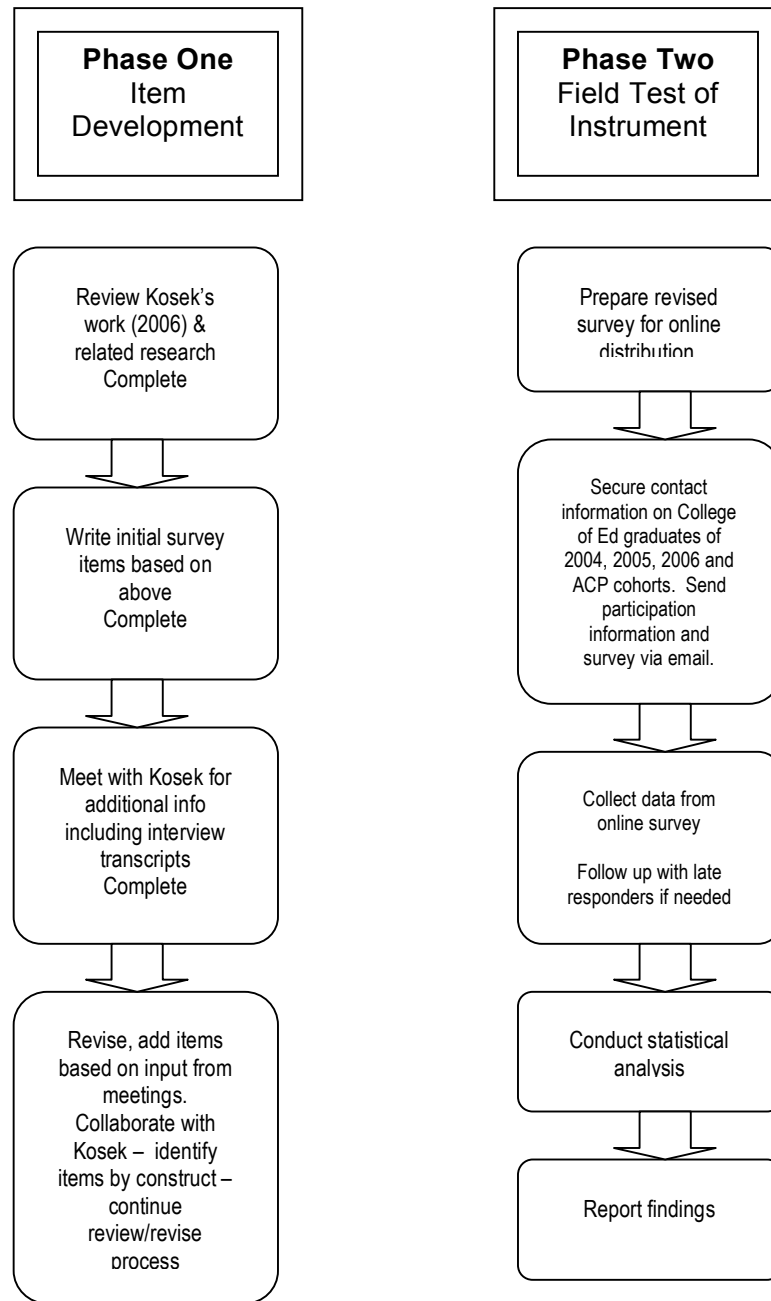 Phase One
Item
Development
Review Kosek's
work (2006) &
related research
Complete
Write initial survey
items based on
above
Complete
Meet with Kosek for
additional info
including interview
transcripts
Complete
Revise, add items
based on input from
meetings.
Collaborate with
Kosek – identify
items by construct –
continue
review/revise
process
Phase Two
Field Test of
Instrument
Prepare revised
survey for online
distribution
Secure contact
information on College
of Ed graduates of
2004, 2005, 2006 and
ACP cohorts. Send
participation
information and
survey via email.
Collect data from
online survey
Follow up with late
responders if needed
Conduct statistical
analysis
Report findings